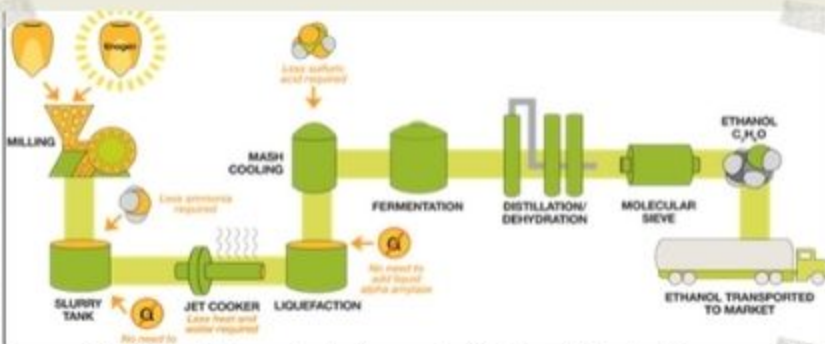 Enogen
Less sulfuric
acid required
MILLING
ETHANOL
C₂H₆O
MASH
COOLING
FERMENTATION
DISTILLATION/
DEHYDRATION
MOLECULAR
SIEVE
Less ammonia
required
α
No need to
add liquid
alpha amylase
SLURRY
TANK
JET COOKER
Less heat and
water required
LIQUEFACTION
ETHANOL TRANSPORTED
TO MARKET
α
No need to